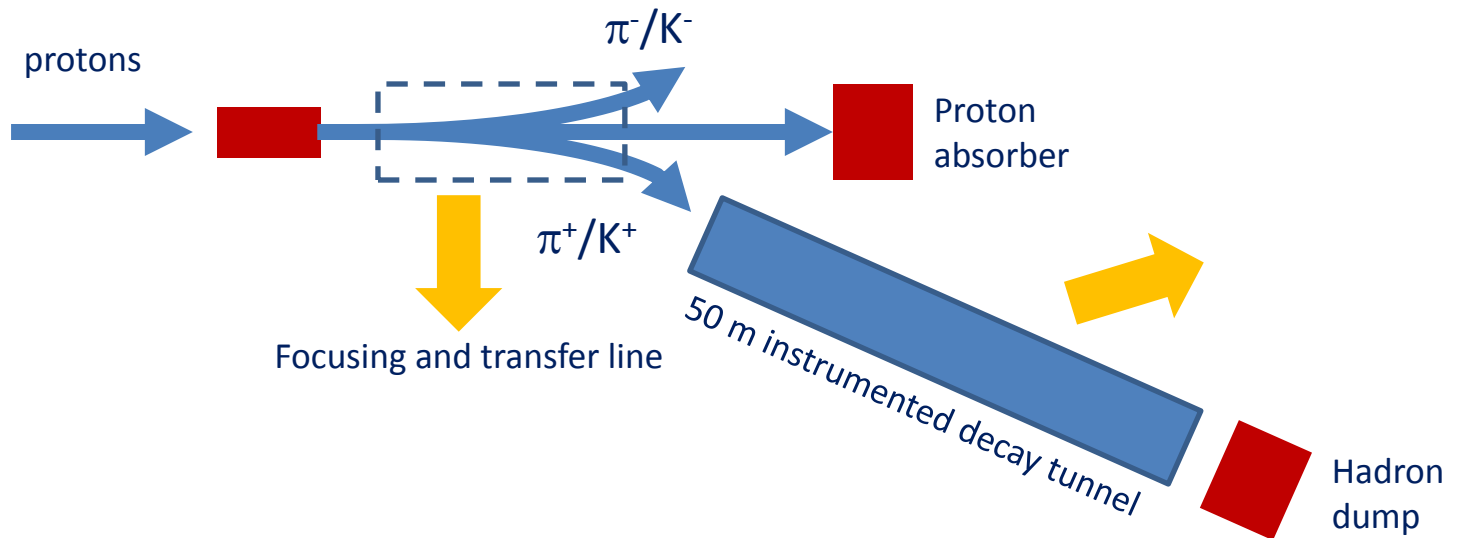 π⁻/K⁻
protons
Proton
absorber
π⁺/K⁺
Focusing and transfer line
50 m instrumented decay tunnel
Hadron
dump